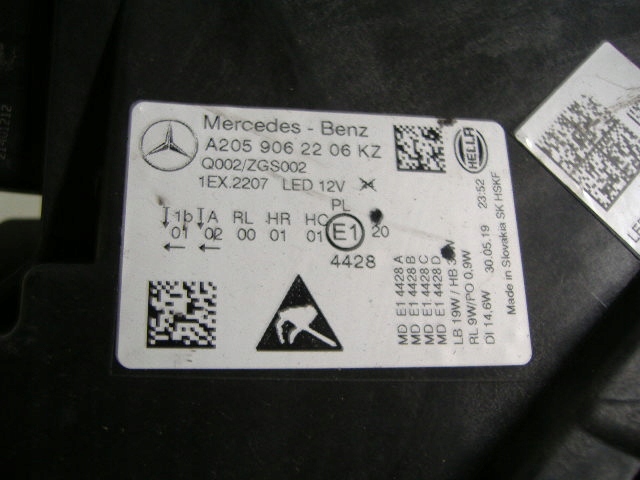 Mercedes - Benz
A205 906 22 06 KZ
Q002/ZGS002
1EX.2207 LED 12V
PL
1b A RL HR HC
01 02 00 01 01 E1 20
4428
MD E1 4428 A
MD E1 4428 B
MD E1 4428 C
MD E1 4428 D
LB 19W / HB
RL 9W/PO 0.9W
DI 14,6W 30.05.19 23:52
Made in Slovakia SK HSKF
HELLA